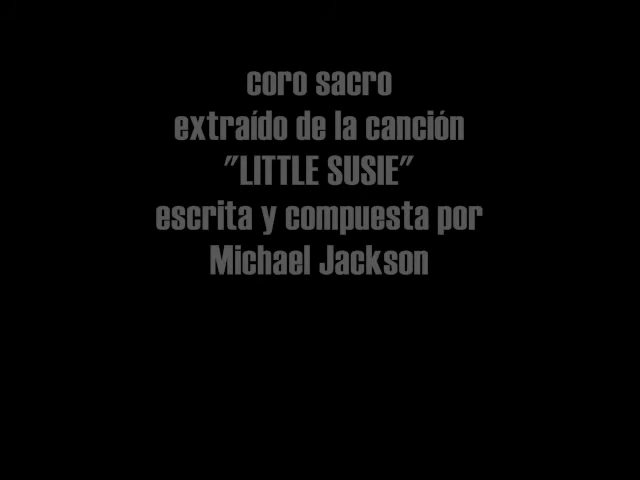 coro sacro
extraído de la canción
"LITTLE SUSIE"
escrita y compuesta por
Michael Jackson